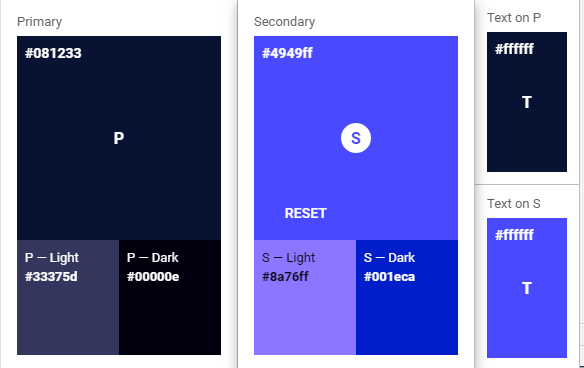 Primary
#081233
P
P — Light
#33375d
P — Dark
#00000e
Secondary
#4949ff
S
RESET
S — Light
#8a76ff
S — Dark
#001eca
Text on P
#ffffff
T
Text on S
#ffffff
T